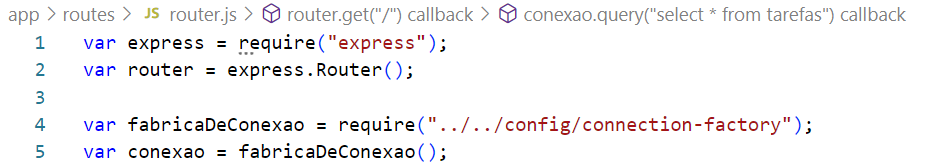 app > routes > JS router.js > router.get("/") callback > conexao.query("select * from tarefas") callback
1 var express = require("express");
2 var router = express.Router();
3
4 var fabricaDeConexao = require("../../config/connection-factory");
5 var conexao = fabricaDeConexao();